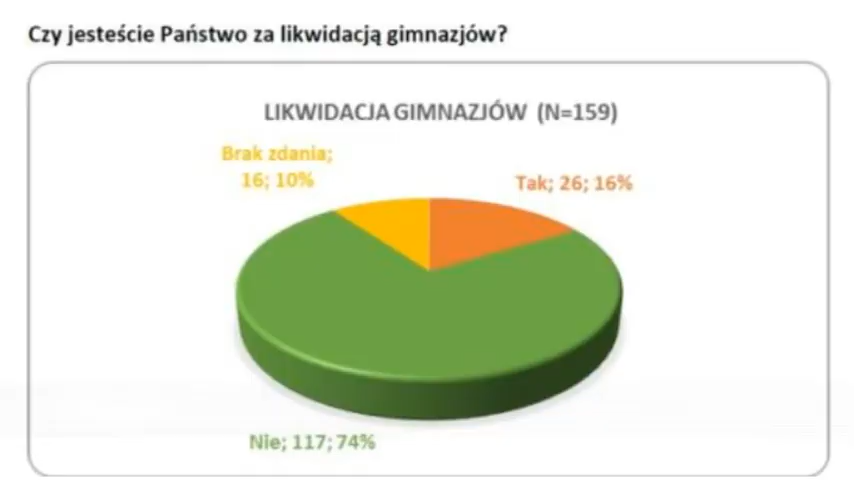 Czy jesteście Państwo za likwidacją gimnazjów?
LIKWIDACJA GIMNAZJÓW (N=159)
Brak zdania;
16; 10%
Tak; 26; 16%
Nie; 117; 74%